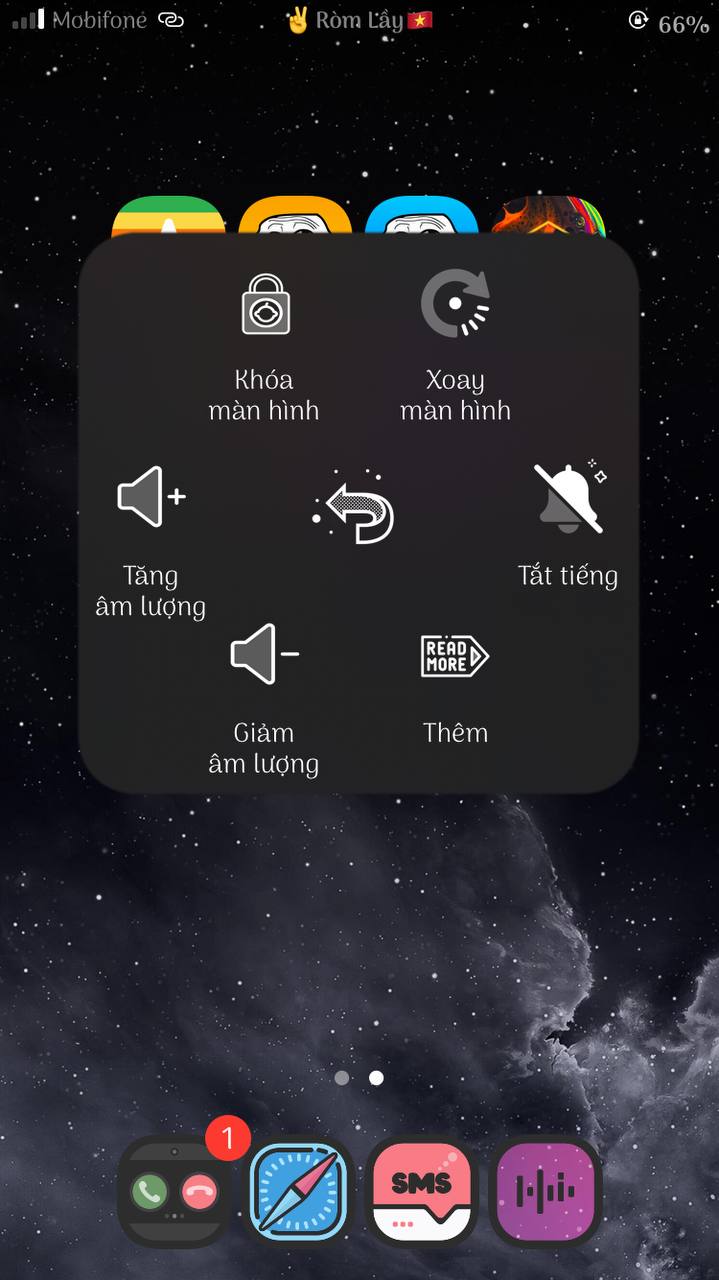 Mobifone
✌️Ròm Lầy🇻🇳
66%
Khóa
màn hình
Xoay
màn hình
Tăng
âm lượng
Tắt tiếng
Giảm
âm lượng
READ
MORE
Thêm
1
SMS